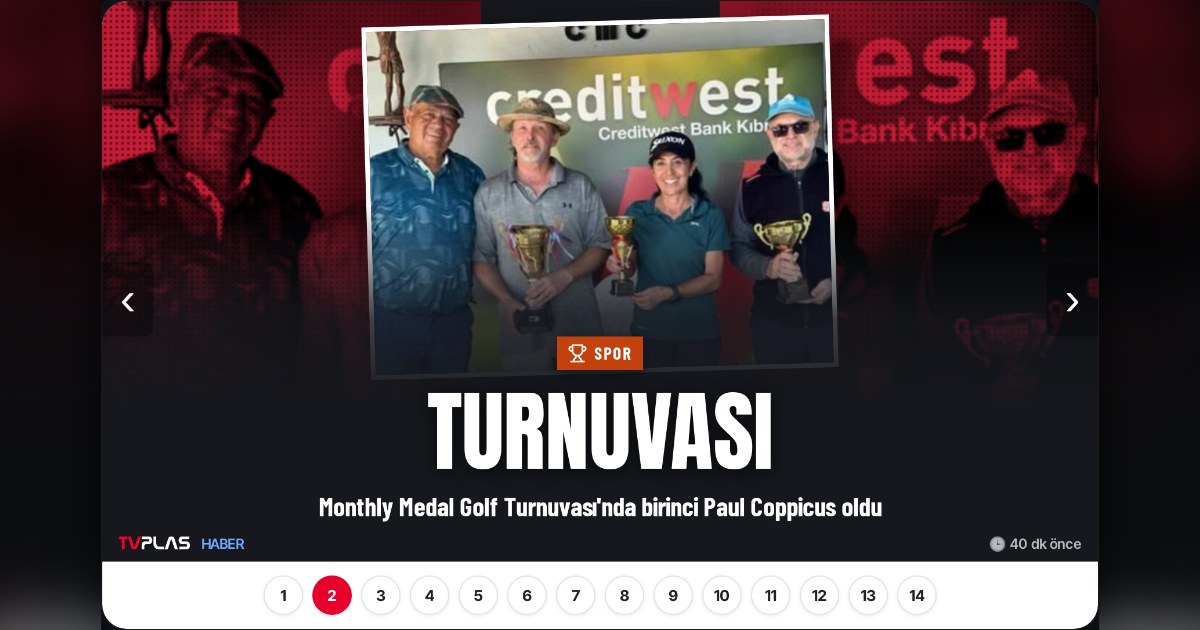 cmc
creditwest
Creditwest Bank Kıbr
SRIXON
est
Bank Kıbrıs
SPOR
TURNUVASI
Monthly Medal Golf Turnuvası'nda birinci Paul Coppicus oldu
TVPLAS HABER
40 dk önce
1 2 3 4 5 6 7 8 9 10 11 12 13 14